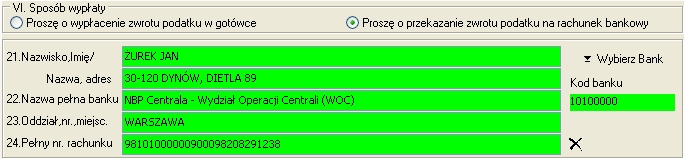 VI. Sposób wypłaty
Proszę o wypłacenie zwrotu podatku w gotówce
Proszę o przekazanie zwrotu podatku na rachunek bankowy
21.Nazwisko,Imię/ ŻUREK JAN
Wybierz Bank
Nazwa, adres 30-120 DYNÓW, DIETLA 89
Kod banku
22.Nazwa pełna banku NBP Centrala - Wydział Operacji Centrali (WOC)
10100000
23.Oddział,nr.,miejsc. WARSZAWA
24.Pełny nr. rachunku 98101000000900098208291238